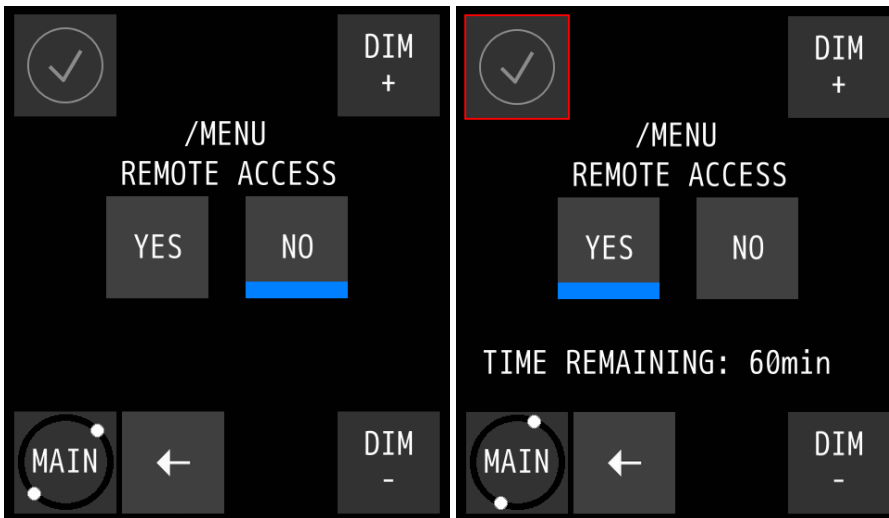 DIM
+
/MENU
REMOTE ACCESS
YES
NO
MAIN
←
DIM
-
DIM
+
/MENU
REMOTE ACCESS
YES
NO
TIME REMAINING: 60min
MAIN
←
DIM
-